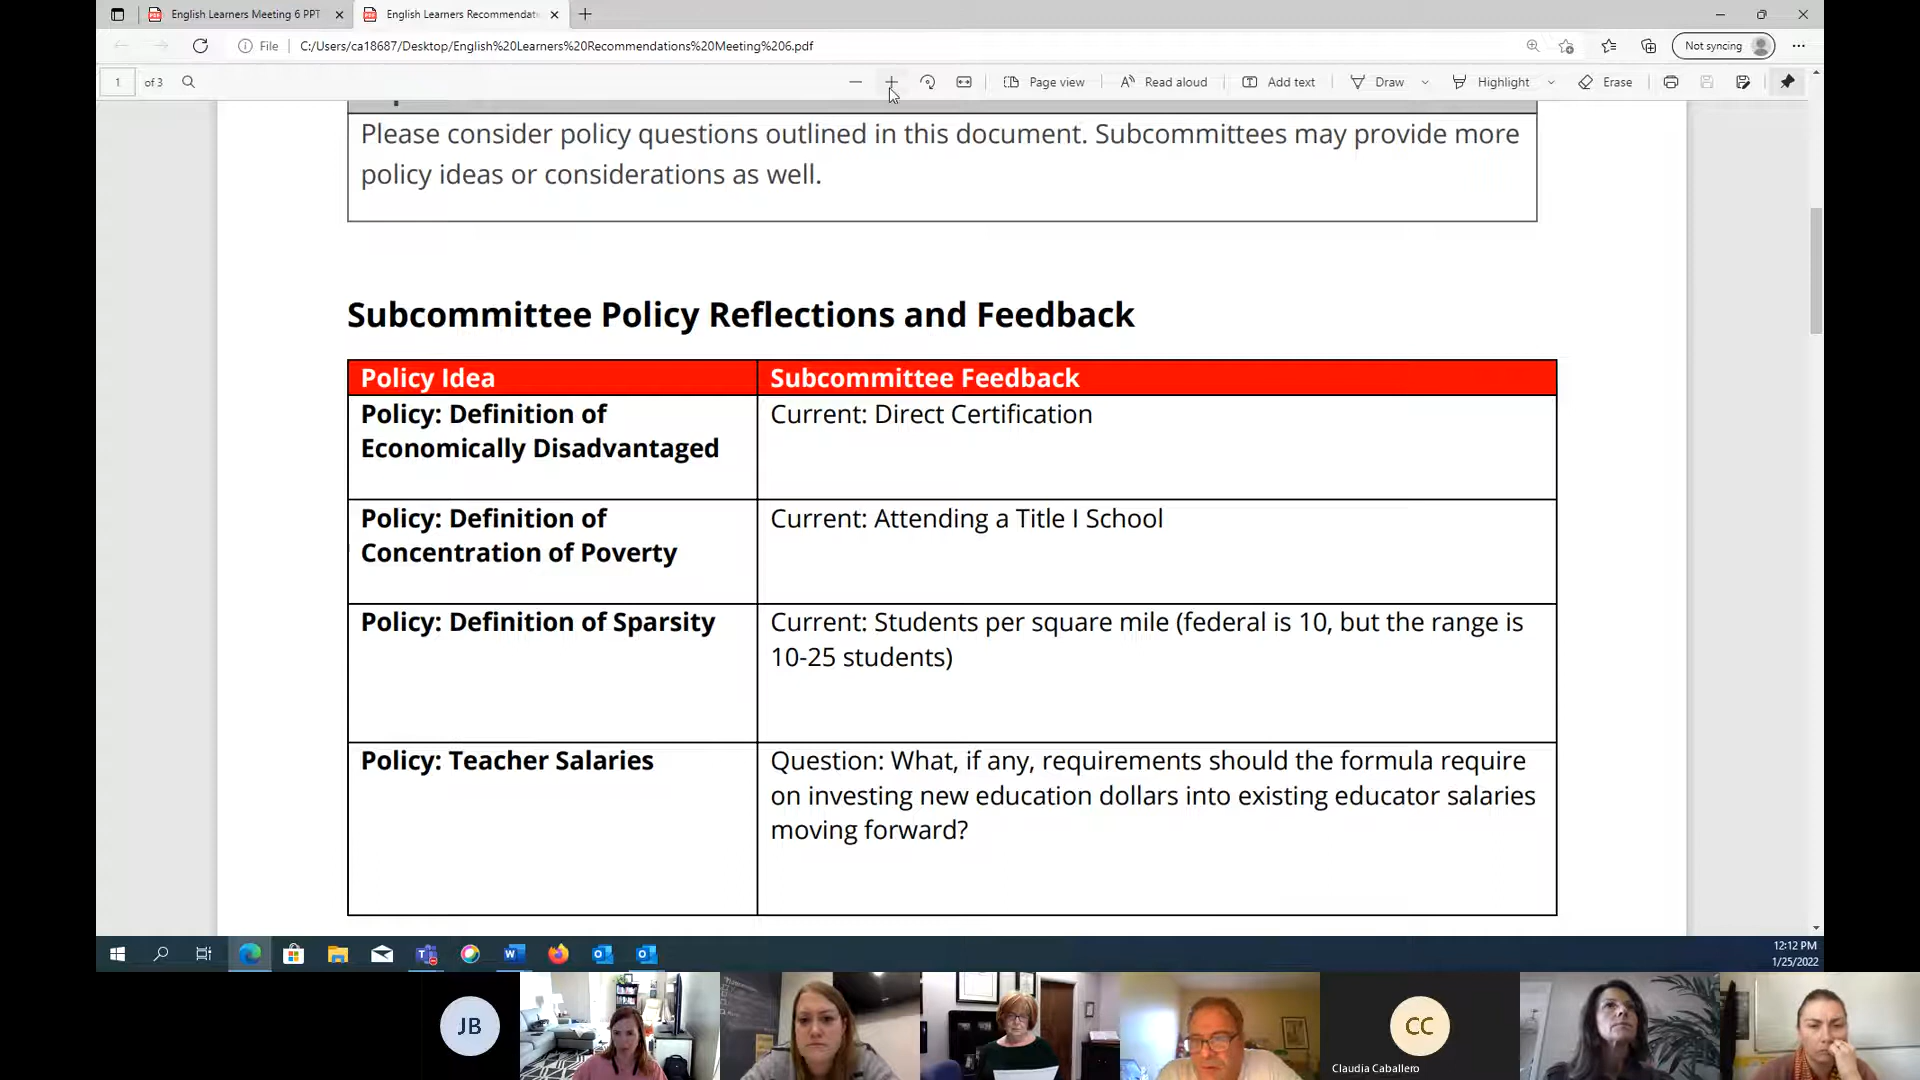 English Learners Meeting 6 PPT
English Learners Recommendat
File
C:/Users/ca18687/Desktop/English%20Learners%20Recommendations%20Meeting%206.pdf
Not syncing
1 of 3
Page view
Read aloud
Add text
Draw
Highlight
Erase
Please consider policy questions outlined in this document. Subcommittees may provide more
policy ideas or considerations as well.
Subcommittee Policy Reflections and Feedback
Policy Idea
Subcommittee Feedback
Policy: Definition of
Economically Disadvantaged
Current: Direct Certification
Policy: Definition of
Concentration of Poverty
Current: Attending a Title I School
Policy: Definition of Sparsity
Current: Students per square mile (federal is 10, but the range is
10-25 students)
Policy: Teacher Salaries
Question: What, if any, requirements should the formula require
on investing new education dollars into existing educator salaries
moving forward?
12:12 PM
1/25/2022
JB
CC
Claudia Caballero